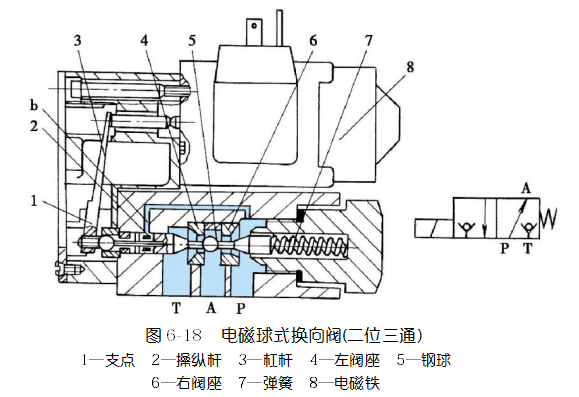 3 4 5 6 7
8
b
2
1
T A P
A
P T
图 6-18 电磁球式换向阀(二位三通)
1—支点 2—操纵杆 3—杠杆 4—左阀座 5—钢球
6—右阀座 7—弹簧 8—电磁铁